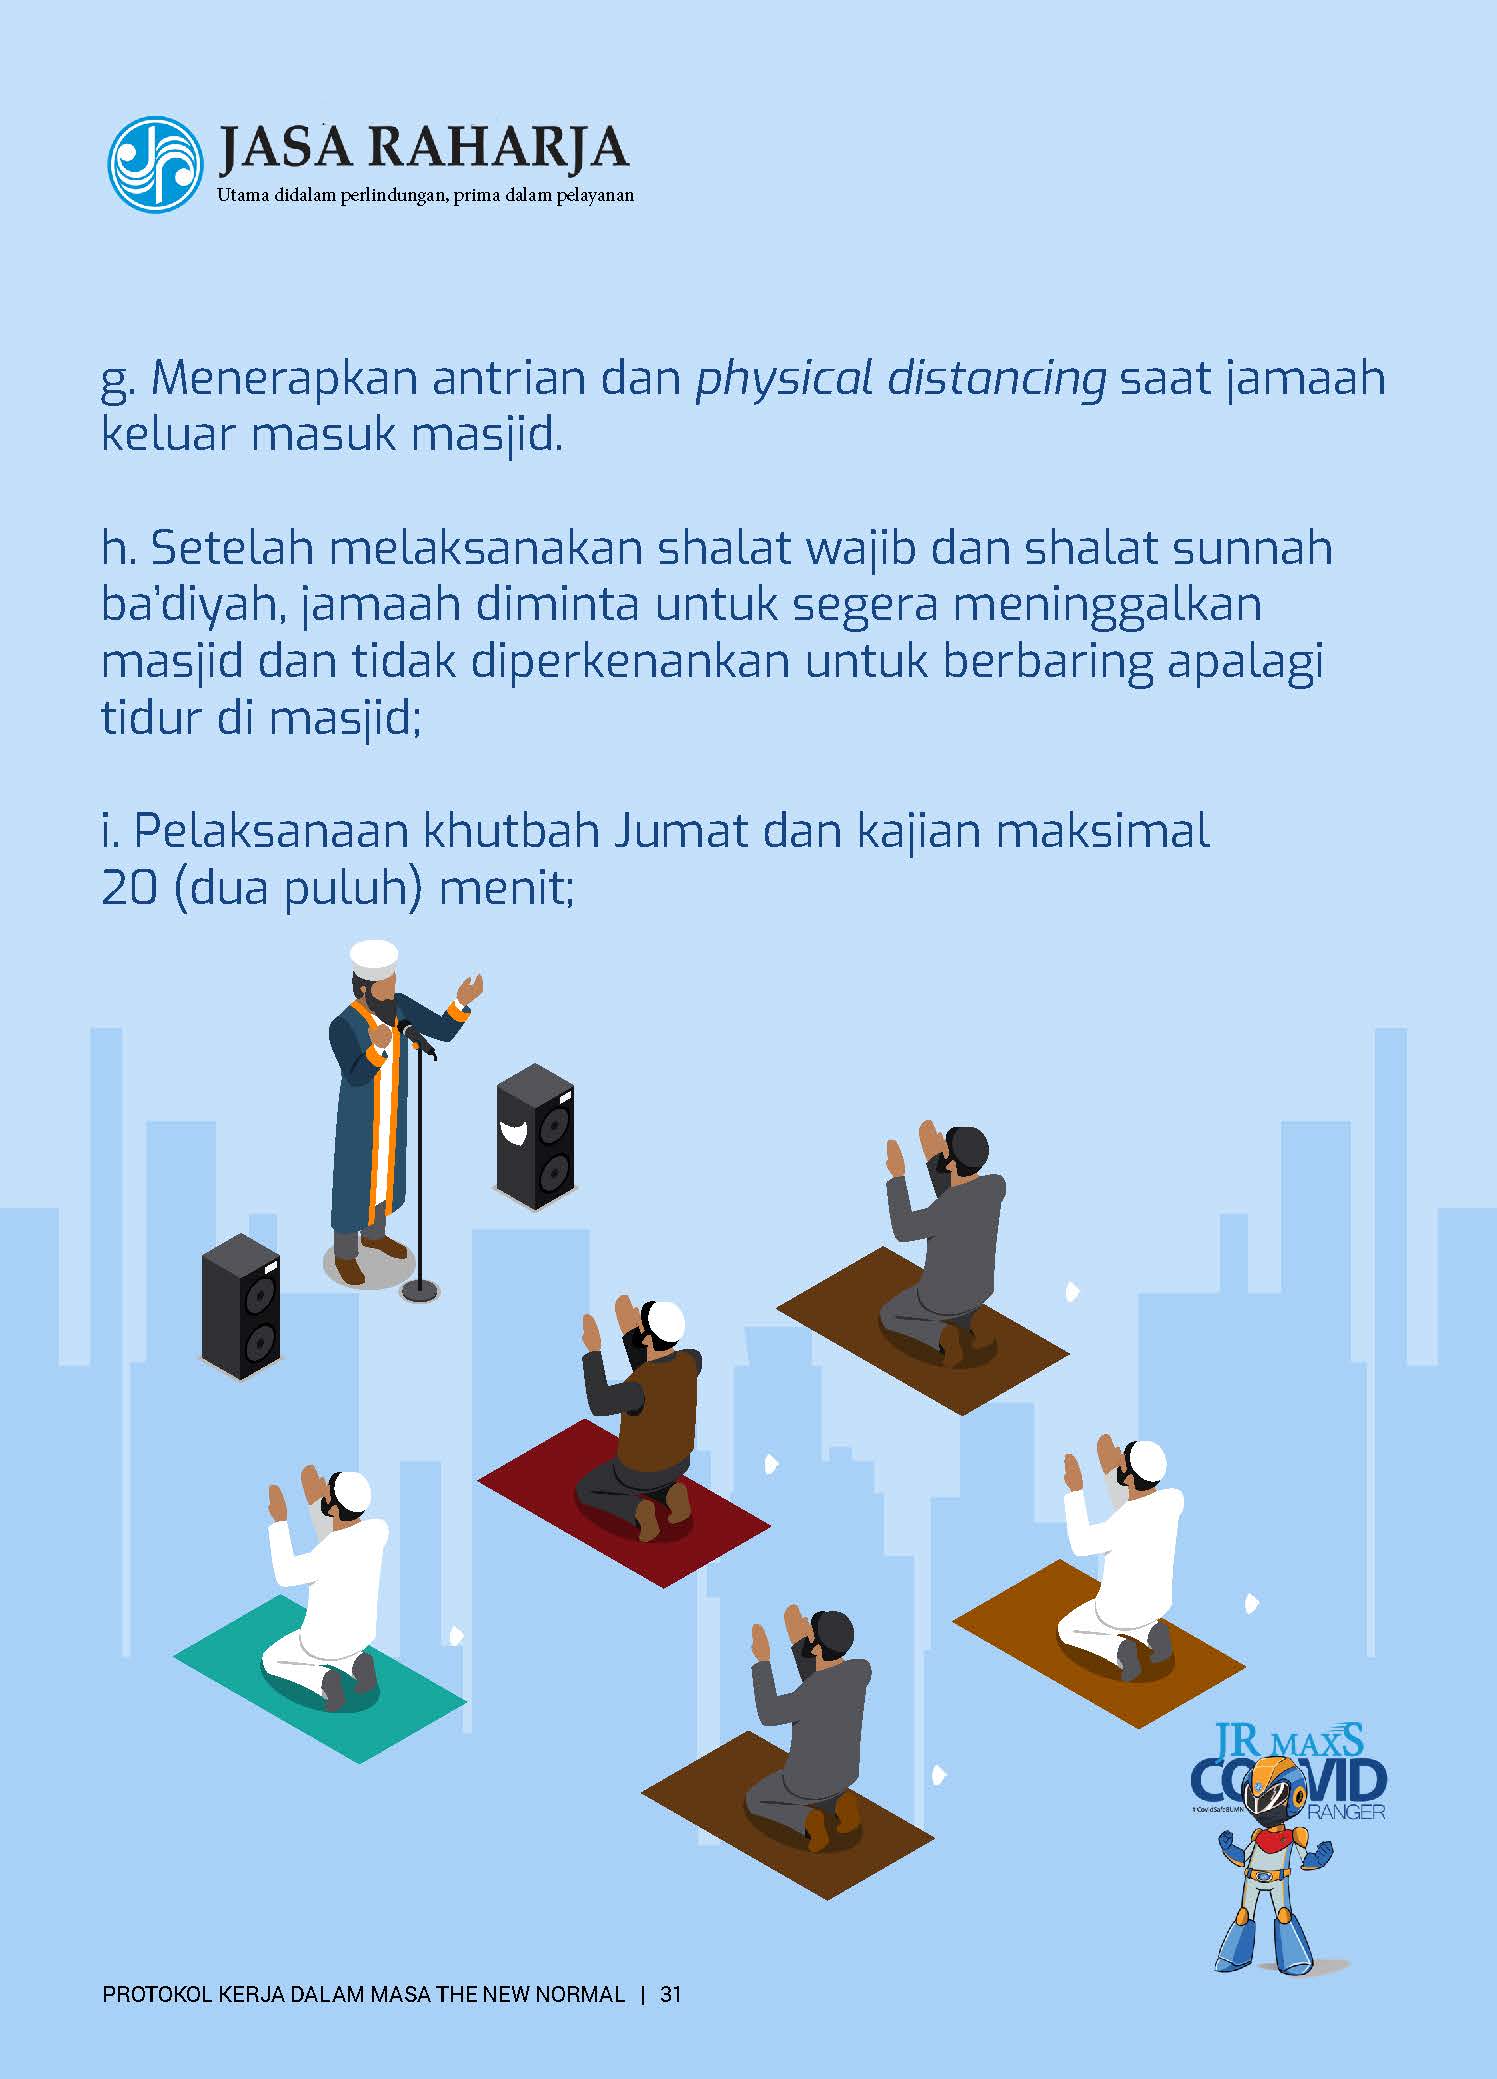 JASA RAHARJA
Utama didalam perlindungan, prima dalam pelayanan
g. Menerapkan antrian dan physical distancing saat jamaah
keluar masuk masjid.
h. Setelah melaksanakan shalat wajib dan shalat sunnah
ba'diyah, jamaah diminta untuk segera meninggalkan
masjid dan tidak diperkenankan untuk berbaring apalagi
tidur di masjid;
i. Pelaksanaan khutbah Jumat dan kajian maksimal
20 (dua puluh) menit;
JR MAXS
COVID
#CovidSafeBUMN
RANGER
PROTOKOL KERJA DALAM MASA THE NEW NORMAL | 31